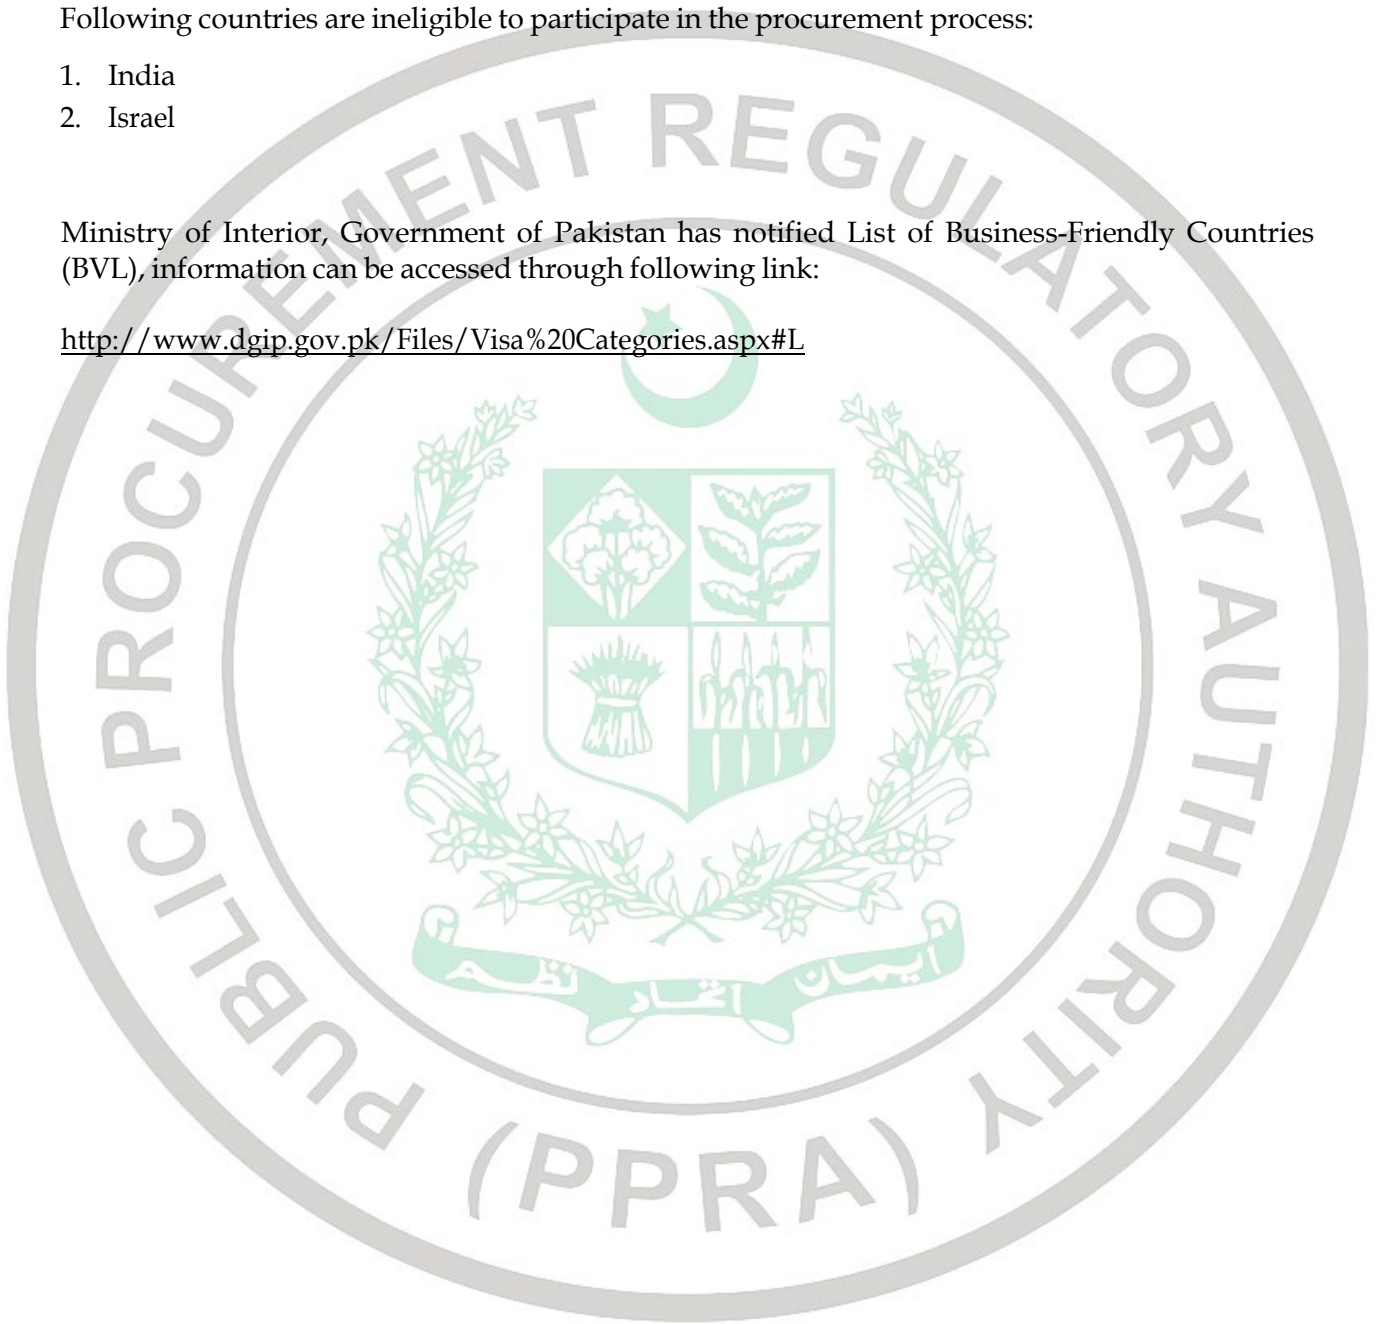 Following countries are ineligible to participate in the procurement process:
1. India
2. Israel
Ministry of Interior, Government of Pakistan has notified List of Business-Friendly Countries
(BVL), information can be accessed through following link:
http://www.dgip.gov.pk/Files/Visa%20Categories.aspx#L
PUBLIC PROCUREMENT REGULATORY AUTHORITY
(PPRA)
ایمان اتحاد نظم